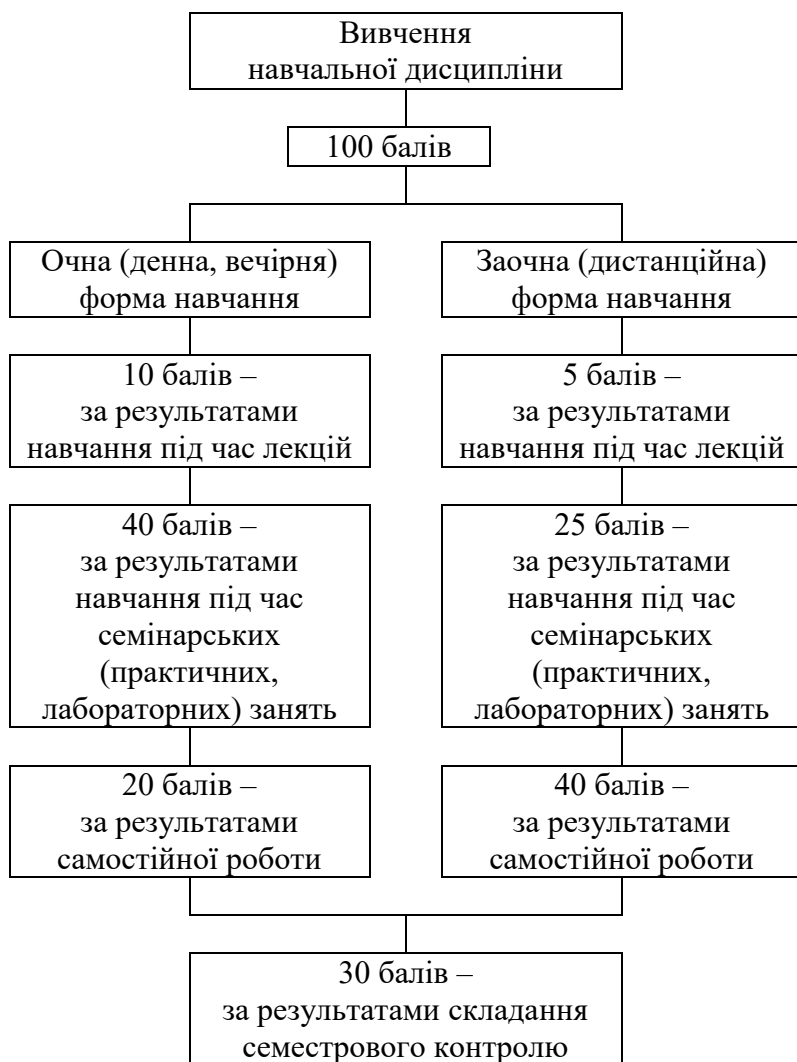 Вивчення
навчальної дисципліни
100 балів
Очна (денна, вечірня)
форма навчання
Заочна (дистанційна)
форма навчання
10 балів –
за результатами
навчання під час лекцій
5 балів –
за результатами
навчання під час лекцій
40 балів –
за результатами
навчання під час
семінарських
(практичних,
лабораторних) занять
25 балів –
за результатами
навчання під час
семінарських
(практичних,
лабораторних) занять
20 балів –
за результатами
самостійної роботи
40 балів –
за результатами
самостійної роботи
30 балів –
за результатами складання
семестрового контролю